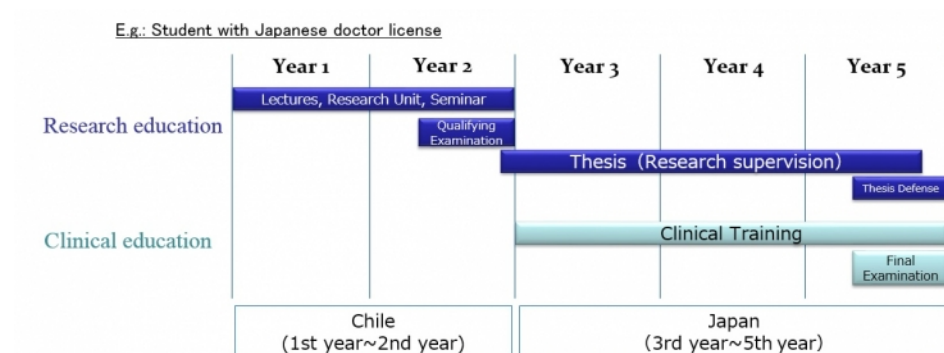 E.g.: Student with Japanese doctor license
Year 1
Year 2
Year 3
Year 4
Year 5
Research education
Lectures, Research Unit, Seminar
Qualifying
Examination
Thesis (Research supervision)
Thesis Defense
Clinical education
Clinical Training
Final
Examination
Chile
(1st year~2nd year)
Japan
(3rd year~5th year)